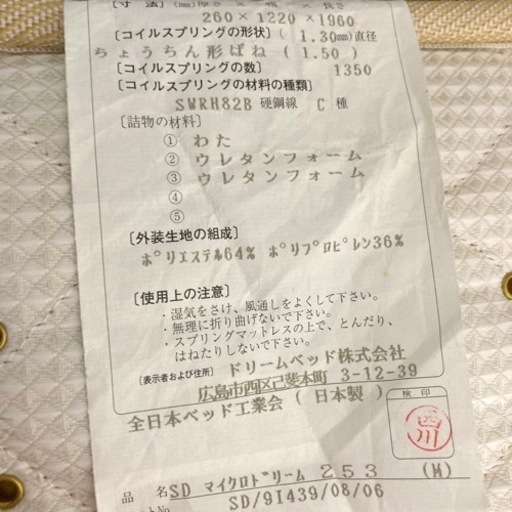 〔寸 法〕(mm)厚さ×幅×長さ
260×1220×1960
〔コイルスプリングの形状〕( 1.30㎜)直径
ちょうちん形ばね ( 1.50 )
〔コイルスプリングの数〕 1350
〔コイルスプリングの材料の種類〕
SWRH82B 硬鋼線 C 種
〔詰物の材料〕
① わた
② ウレタンフォーム
③ ウレタンフォーム
④
⑤
〔外装生地の組成〕
ポリエステル64% ポリプロピレン36%
〔使用上の注意〕
・湿気をさけ、風通しをよくして下さい。
・無理に折り曲げないで下さい。
・スプリングマットレスの上で、とんだり、
はねたりしないで下さい。
〔表示者および住所〕 ドリームベッド株式会社
広島市西区己斐本町 3-12-39
全日本ベッド工業会 ( 日本製 )
検 印
川
品 名 SD マイクロドリーム 253 (M)
ot No. SD/91439/08/06